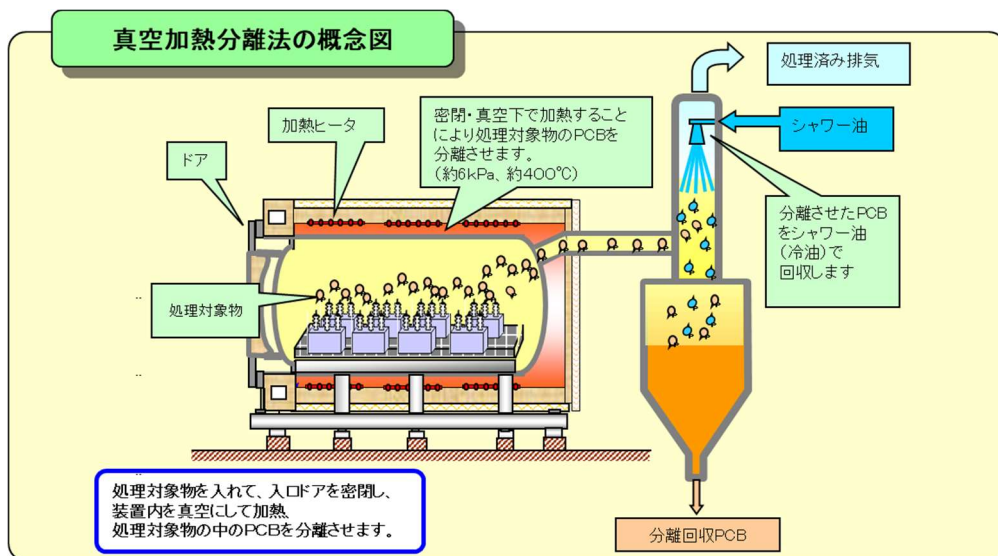 真空加熱分離法の概念図
処理済み排気
加熱ヒータ
密閉・真空下で加熱すること
により処理対象物のPCBを
分離させます。
(約6kPa、約400℃)
シャワー油
ドア
分離させたPCB
をシャワー油
(冷油)で
回収します
処理対象物
処理対象物を入れて、入口ドアを密閉し、
装置内を真空にして加熱、
処理対象物の中のPCBを分離させます。
分離回収PCB